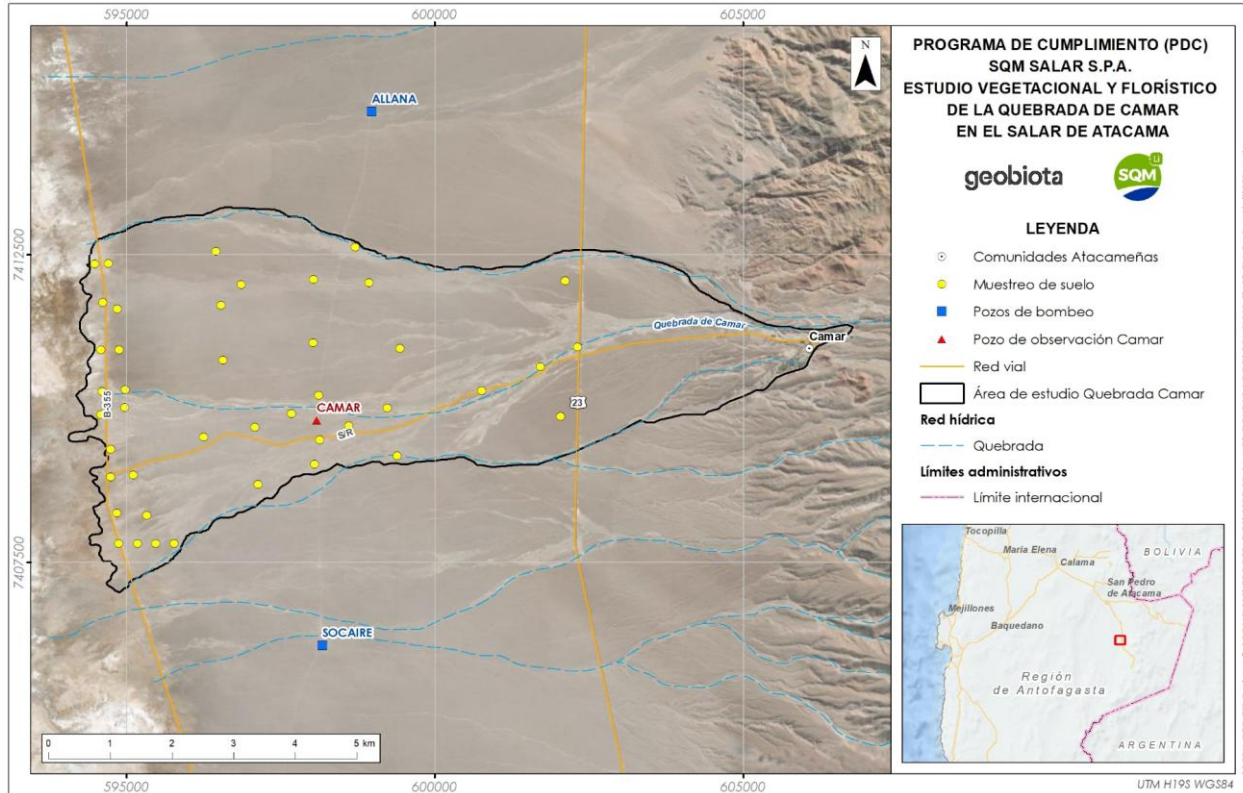 595000
600000
605000
7412500
7407500
ALLANA
Quebrada de Camar
Camar
B-355
CAMAR
S/R
23
SOCAIRE
0 1 2 3 4 5 km
595000
600000
605000
N
PROGRAMA DE CUMPLIMIENTO (PDC)
SQM SALAR S.P.A.
ESTUDIO VEGETACIONAL Y FLORÍSTICO
DE LA QUEBRADA DE CAMAR
EN EL SALAR DE ATACAMA
geobiota
SQM
Li
LEYENDA
Comunidades Atacameñas
Muestreo de suelo
Pozos de bombeo
Pozo de observación Camar
Red vial
Área de estudio Quebrada Camar
Red hídrica
Quebrada
Límites administrativos
Límite internacional
Tocopilla
María Elena
BOLIVIA
Calama
San Pedro
de Atacama
Mejillones
Baquedano
Región
de Antofagasta
ARGENTINA
UTM H19S WGS84